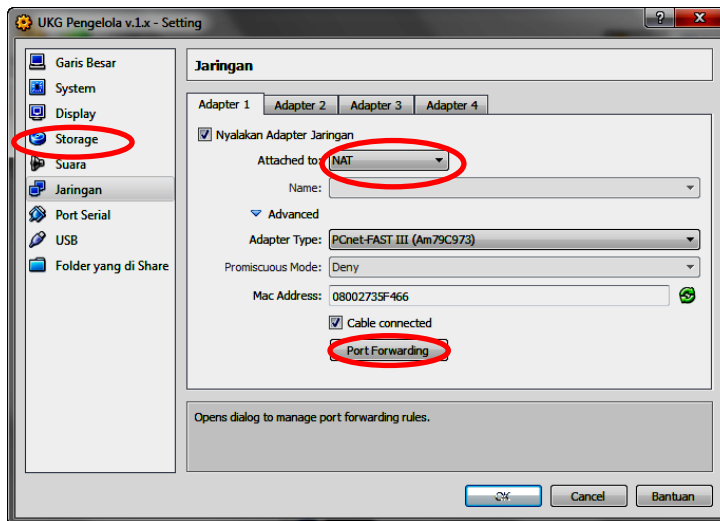 UKG Pengelola v.1.x - Setting
Garis Besar
System
Display
Storage
Suara
Jaringan
Port Serial
USB
Folder yang di Share
Jaringan
Adapter 1 Adapter 2 Adapter 3 Adapter 4
Nyalakan Adapter Jaringan
Attached to: NAT
Name:
Advanced
Adapter Type: PCnet-FAST III (Am79C973)
Promiscuous Mode: Deny
Mac Address: 08002735F466
Cable connected
Port Forwarding
Opens dialog to manage port forwarding rules.
OK Cancel Bantuan